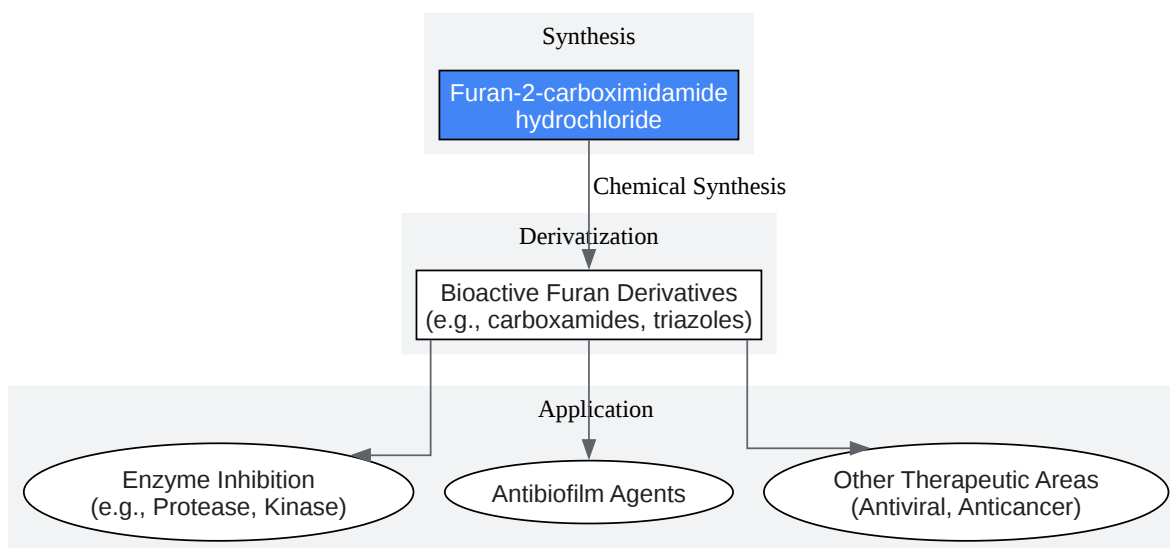 Synthesis
Furan-2-carboximidamide
hydrochloride
Chemical Synthesis
Derivatization
Bioactive Furan Derivatives
(e.g., carboxamides, triazoles)
Application
Enzyme Inhibition
(e.g., Protease, Kinase)
Antibiofilm Agents
Other Therapeutic Areas
(Antiviral, Anticancer)